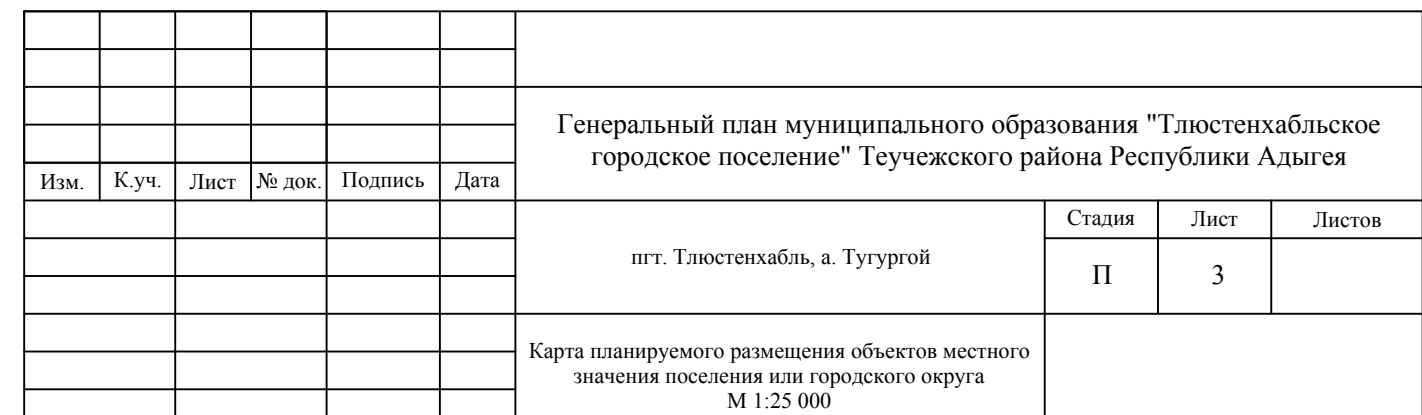 Генеральный план муниципального образования "Тлюстенхабльское
городское поселение" Теучежского района Республики Адыгея
Изм. К.уч. Лист № док. Подпись Дата
Стадия Лист Листов
пгт. Тлюстенхабль, а. Тугургой
П 3
Карта планируемого размещения объектов местного
значения поселения или городского округа
М 1:25 000